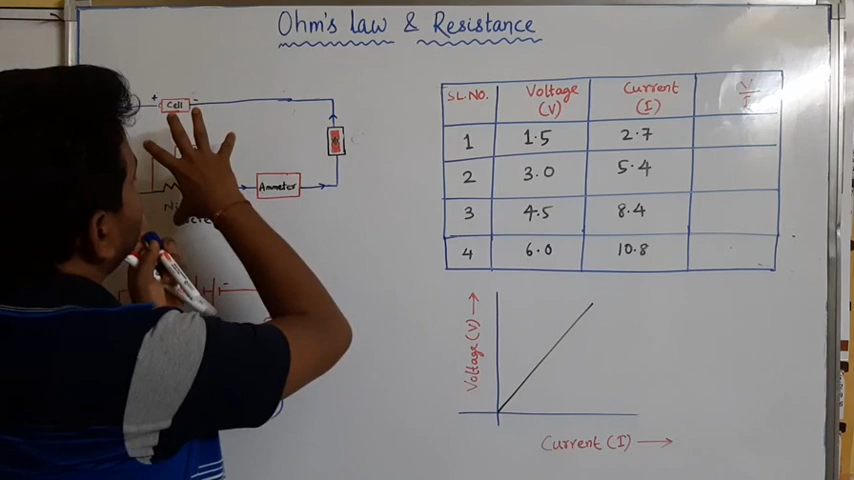 Ohm's Law & Resistance
+ Cell -
Ammeter
Ni
-
SL.NO. Voltage (V) Current (I) V/I
1 1.5 2.7
2 3.0 5.4
3 4.5 8.4
4 6.0 10.8
Voltage (V) →
Current (I) →